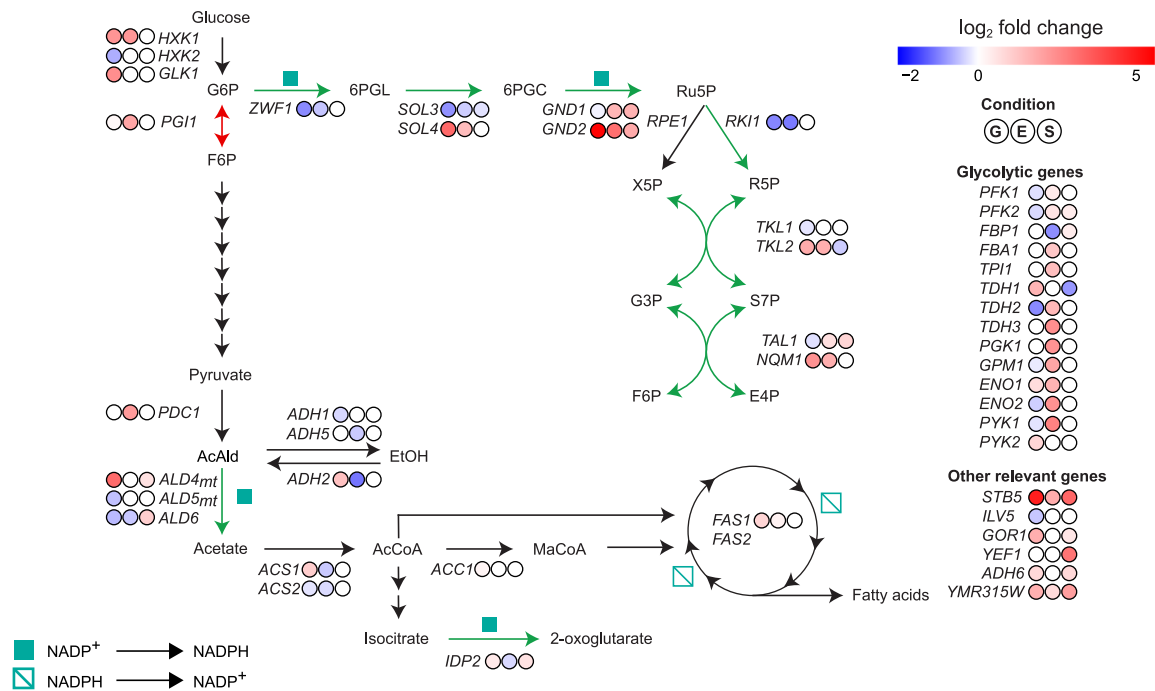 Glucose
HXK1
HXK2
GLK1
G6P
ZWF1
6PGL
SOL3
SOL4
6PGC
GND1
GND2
Ru5P
RPE1
RKI1
PGI1
F6P
X5P
R5P
TKL1
TKL2
G3P
S7P
TAL1
NQM1
F6P
E4P
Pyruvate
PDC1
ADH1
ADH5
AcAld
EtOH
ADH2
ALD4mt
ALD5mt
ALD6
Acetate
ACS1
ACS2
AcCoA
ACC1
MaCoA
FAS1
FAS2
Fatty acids
Isocitrate
IDP2
2-oxoglutarate
NADP+
NADPH
NADPH
NADP+
log2 fold change
−2 0 5
Condition
G E S
Glycolytic genes
PFK1
PFK2
FBP1
FBA1
TPI1
TDH1
TDH2
TDH3
PGK1
GPM1
ENO1
ENO2
PYK1
PYK2
Other relevant genes
STB5
ILV5
GOR1
YEF1
ADH6
YMR315W